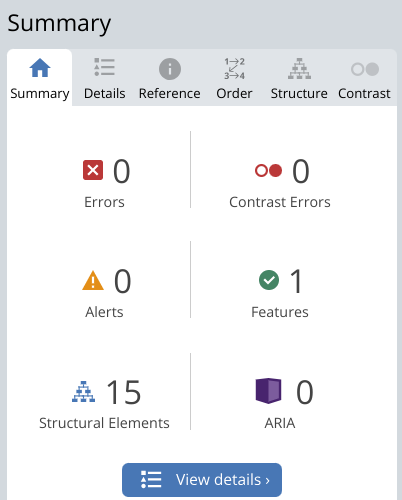 Summary
1 2
3 4
Summary Details Reference Order Structure Contrast
0 0
Errors Contrast Errors
0 1
Alerts Features
15 0
Structural Elements ARIA
View details ›